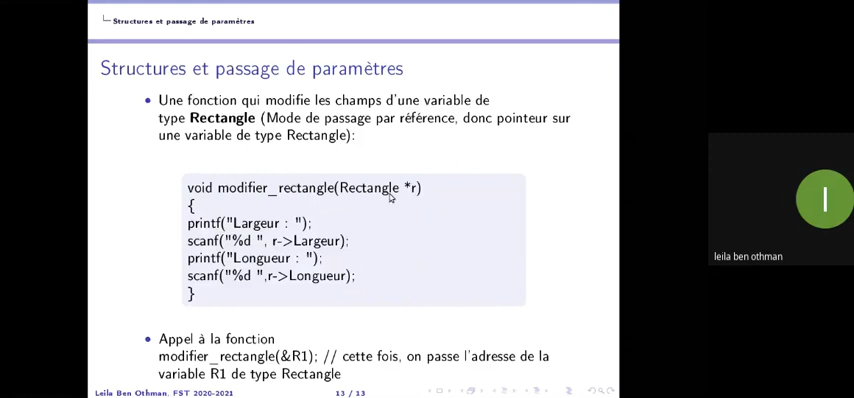 Structures et passage de paramètres
Structures et passage de paramètres
• Une fonction qui modifie les champs d'une variable de
type Rectangle (Mode de passage par référence, donc pointeur sur
une variable de type Rectangle):
void modifier_rectangle(Rectangle *r)
{
printf("Largeur : ");
scanf("%d ", r->Largeur);
printf("Longueur : ");
scanf("%d ",r->Longueur);
}
• Appel à la fonction
modifier_rectangle(&R1); // cette fois, on passe l'adresse de la
variable R1 de type Rectangle
Leila Ben Othman, FST 2020-2021 13 / 13
l
leila ben othman